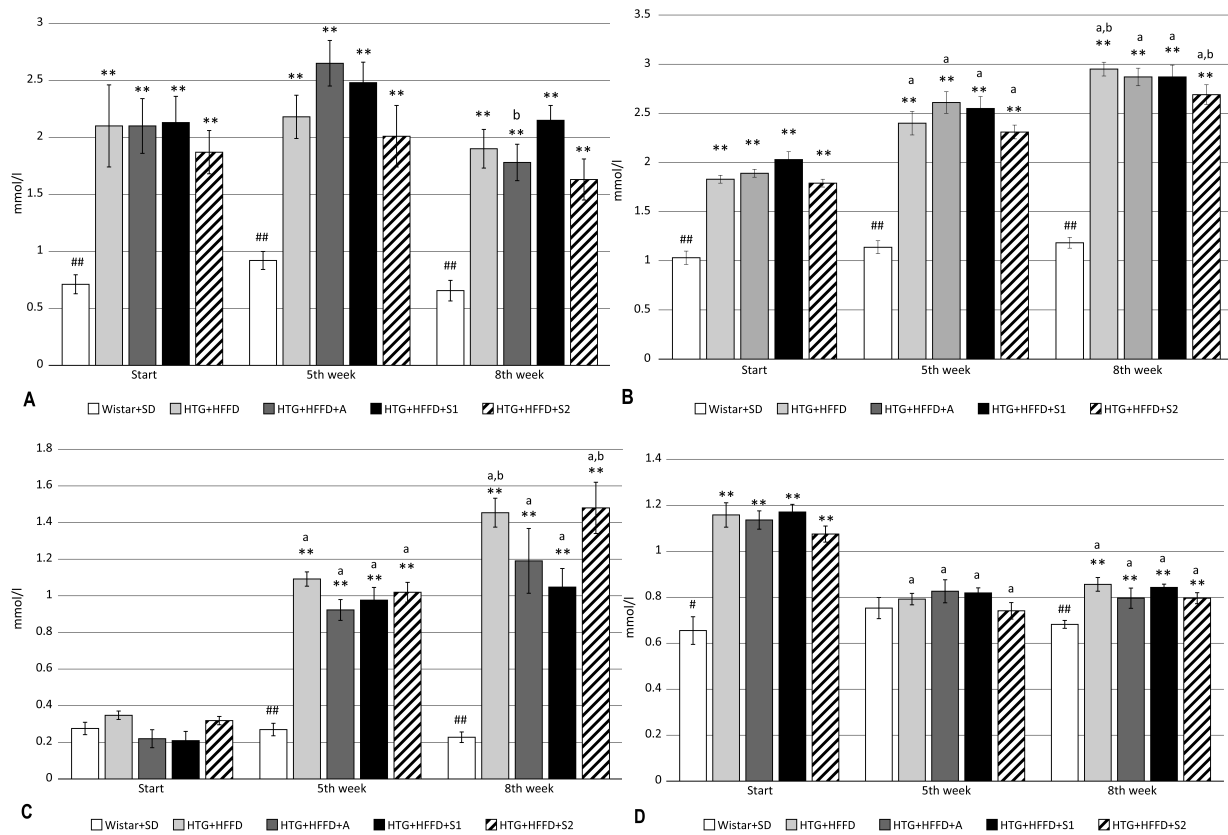 3
2.5
2
1.5
1
0.5
0
mmol/l
##
**
**
**
**
##
**
**
**
**
##
**
b
**
**
**
Start 5th week 8th week
A
Wistar+SD HTG+HFFD HTG+HFFD+A HTG+HFFD+S1 HTG+HFFD+S2
3.5
3
2.5
2
1.5
1
0.5
0
mmol/l
##
**
**
**
**
##
a
**
a
**
a
**
a
**
##
a,b
**
a
**
a
**
a,b
**
Start 5th week 8th week
B
Wistar+SD HTG+HFFD HTG+HFFD+A HTG+HFFD+S1 HTG+HFFD+S2
1.8
1.6
1.4
1.2
1
0.8
0.6
0.4
0.2
0
mmol/l
##
a
**
a
**
a
**
a
**
##
a,b
**
a
**
a
**
a,b
**
Start 5th week 8th week
C
Wistar+SD HTG+HFFD HTG+HFFD+A HTG+HFFD+S1 HTG+HFFD+S2
1.4
1.2
1
0.8
0.6
0.4
0.2
0
mmol/l
#
**
**
**
**
a
a
a
a
##
a
**
a
**
a
**
a
**
Start 5th week 8th week
D
Wistar+SD HTG+HFFD HTG+HFFD+A HTG+HFFD+S1 HTG+HFFD+S2